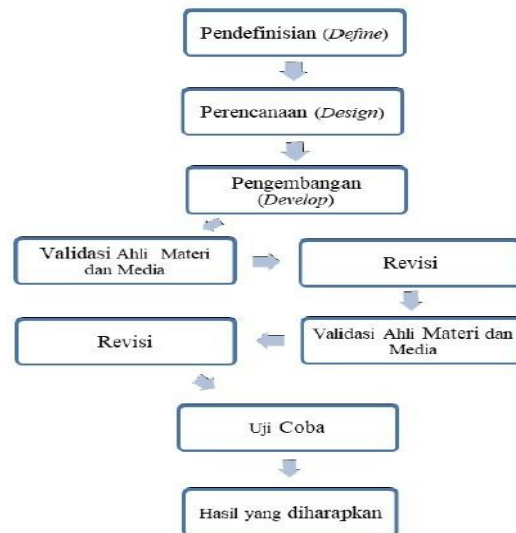 Pendefinisian (Define)
Perencanaan (Design)
Pengembangan
(Develop)
Validasi Ahli Materi
dan Media
Revisi
Validasi Ahli Materi dan
Media
Revisi
Uji Coba
Hasil yang diharapkan